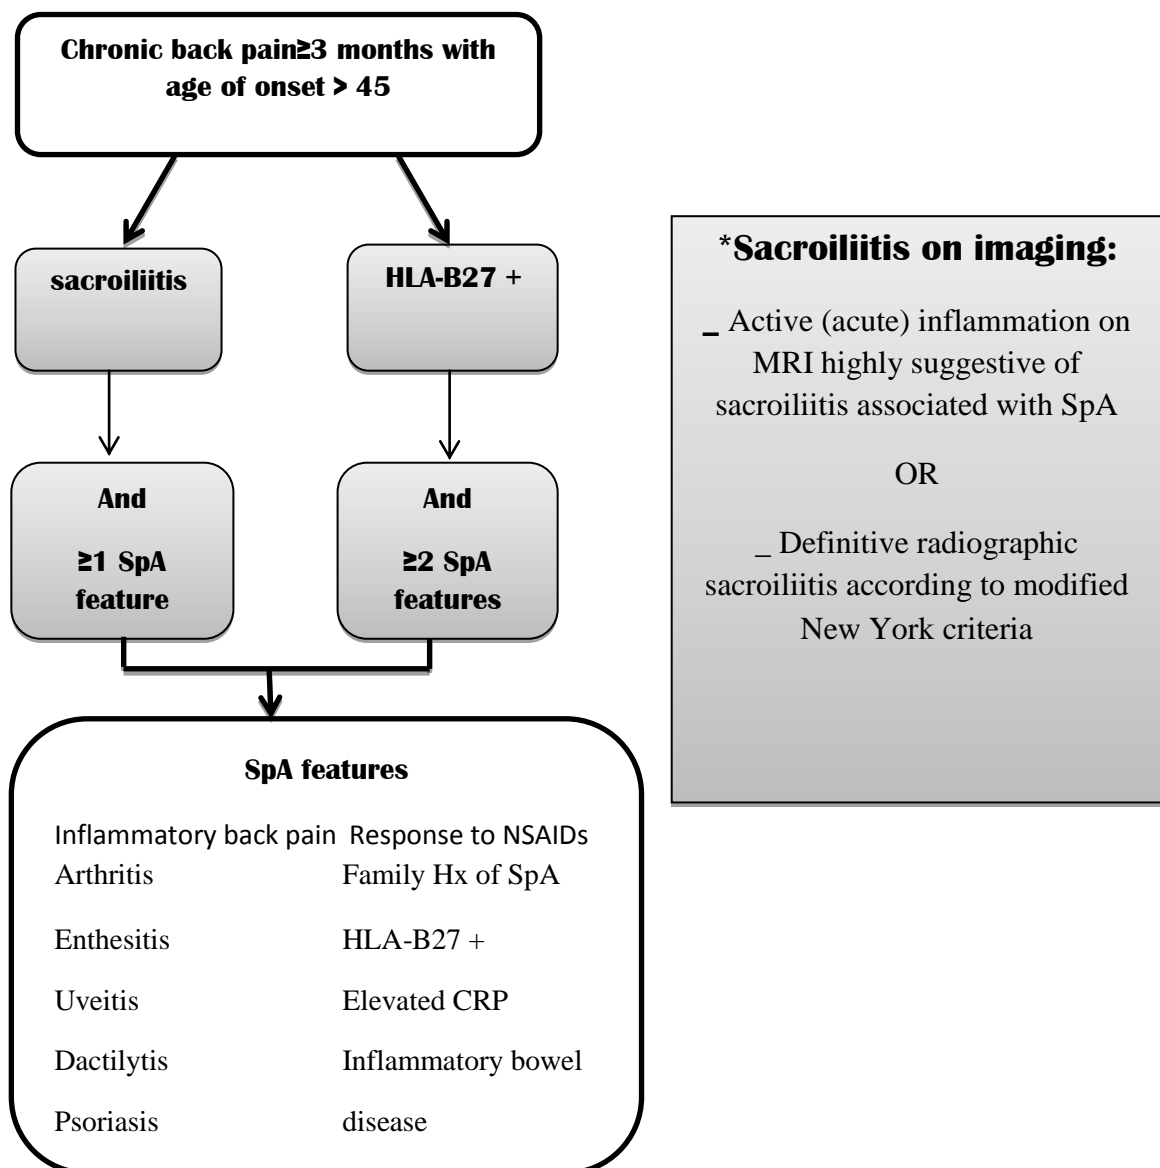 Chronic back pain≥3 months with
age of onset > 45
sacroiliitis
HLA-B27 +
And
≥1 SpA
feature
And
≥2 SpA
features
SpA features
Inflammatory back pain Response to NSAIDs
Arthritis Family Hx of SpA
Enthesitis HLA-B27 +
Uveitis Elevated CRP
Dactilytis Inflammatory bowel
Psoriasis disease
*Sacroiliitis on imaging:
_ Active (acute) inflammation on
MRI highly suggestive of
sacroiliitis associated with SpA
OR
_ Definitive radiographic
sacroiliitis according to modified
New York criteria